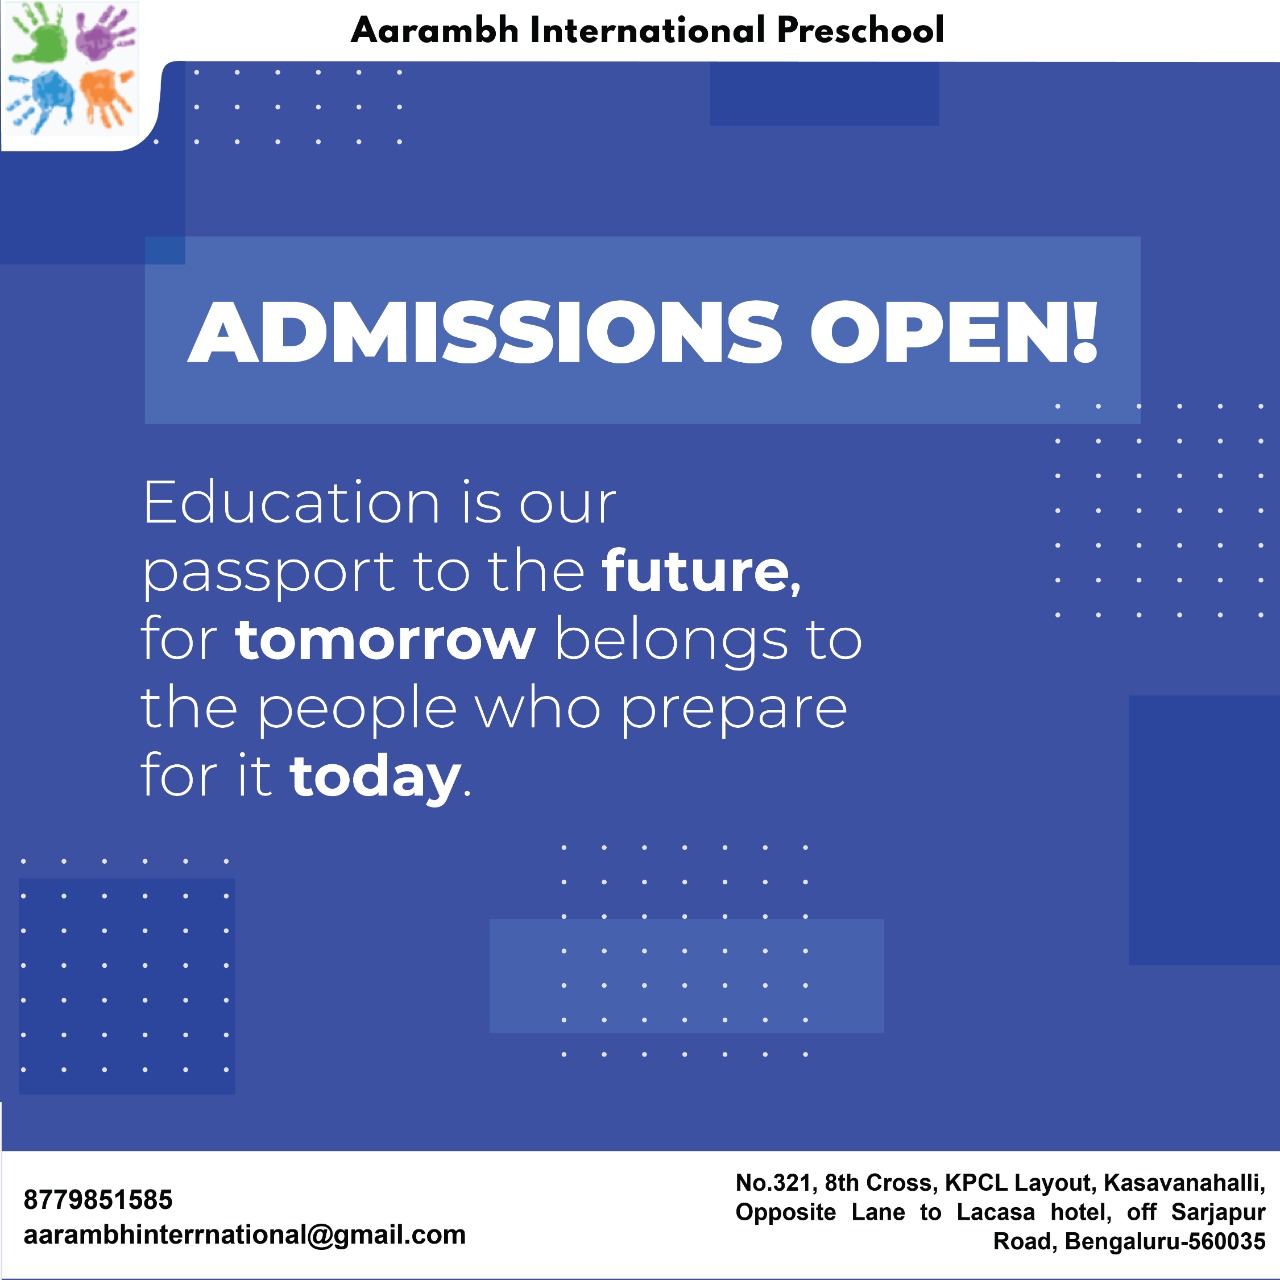 Aarambh International Preschool
ADMISSIONS OPEN!
Education is our
passport to the future,
for tomorrow belongs to
the people who prepare
for it today.
8779851585
aarambhinterrnational@gmail.com
No.321, 8th Cross, KPCL Layout, Kasavanahalli,
Opposite Lane to Lacasa hotel, off Sarjapur
Road, Bengaluru-560035